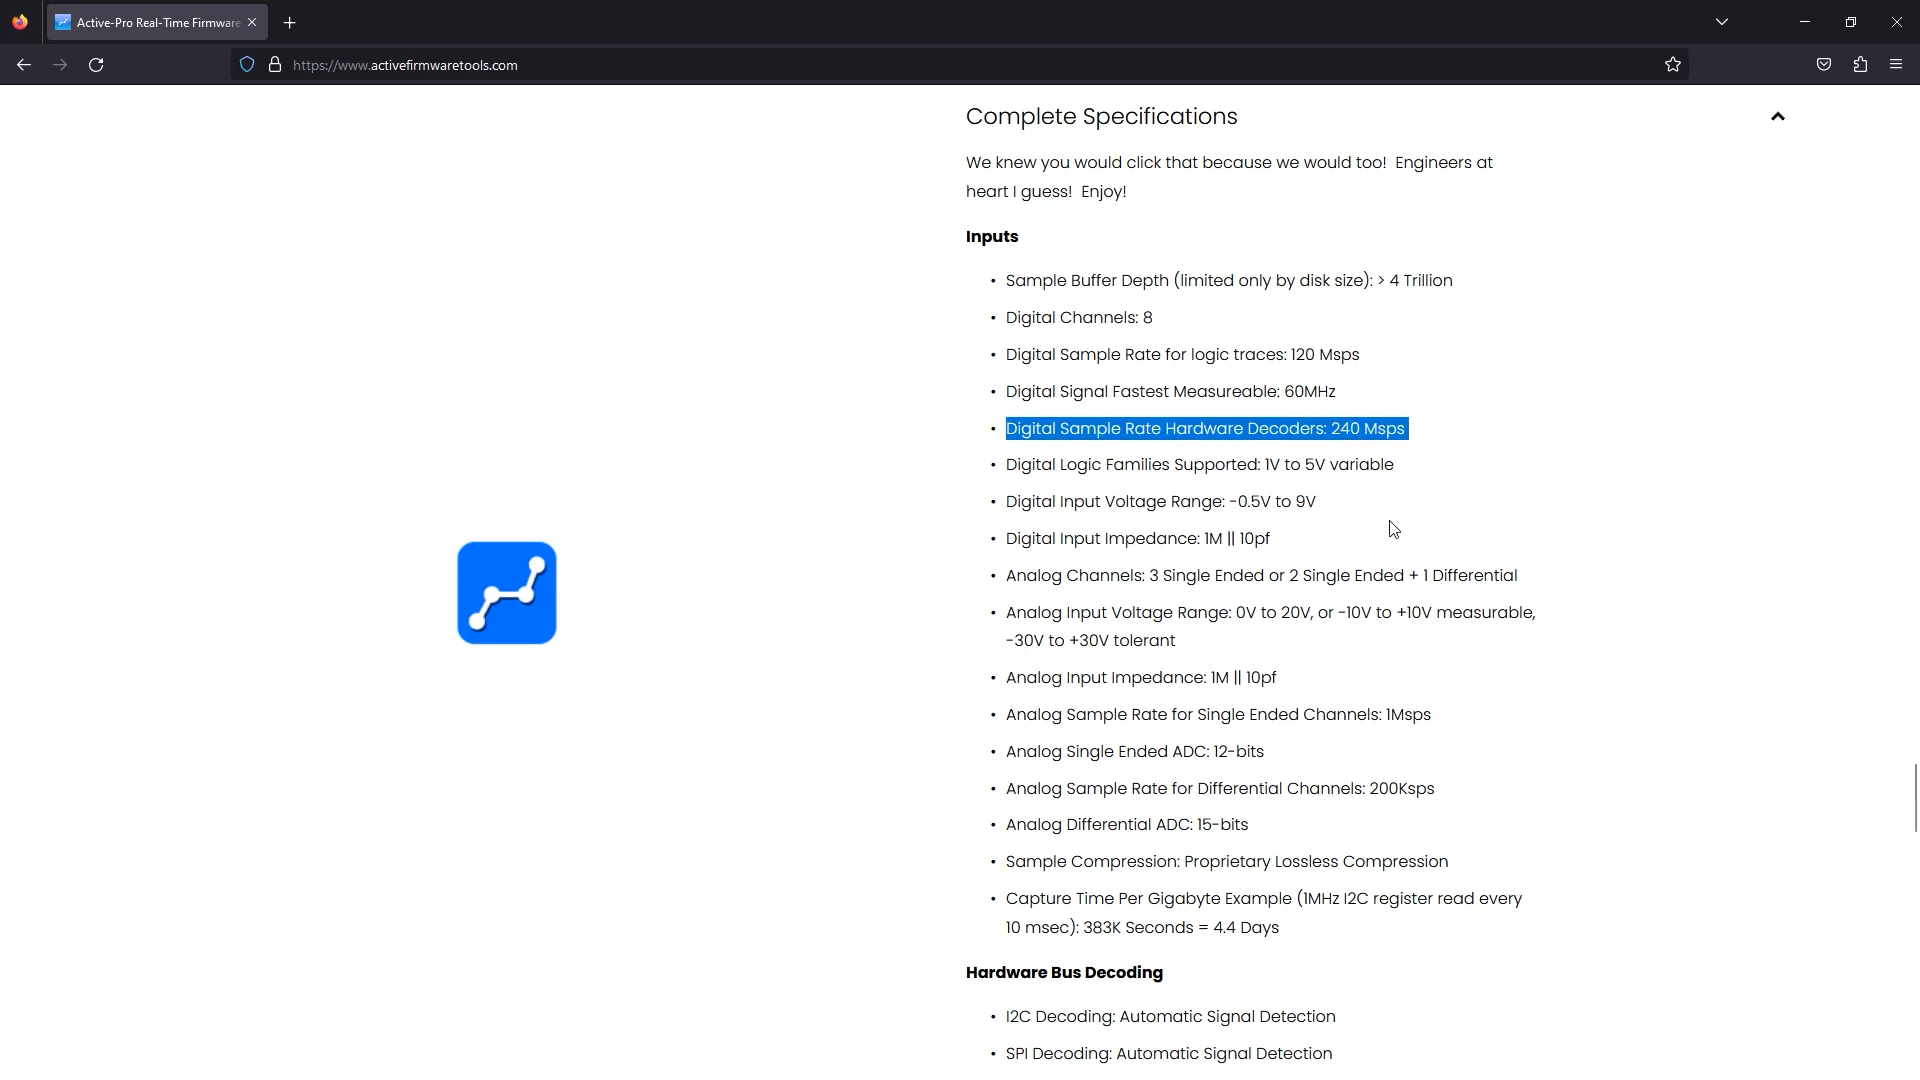 Active-Pro Real-Time Firmware
https://www.activefirmwaretools.com
Complete Specifications
We knew you would click that because we would too! Engineers at
heart I guess! Enjoy!
Inputs
• Sample Buffer Depth (limited only by disk size): > 4 Trillion
• Digital Channels: 8
• Digital Sample Rate for logic traces: 120 Msps
• Digital Signal Fastest Measureable: 60MHz
• Digital Sample Rate Hardware Decoders: 240 Msps
• Digital Logic Families Supported: 1V to 5V variable
• Digital Input Voltage Range: -0.5V to 9V
• Digital Input Impedance: 1M || 10pf
• Analog Channels: 3 Single Ended or 2 Single Ended + 1 Differential
• Analog Input Voltage Range: 0V to 20V, or -10V to +10V measurable,
-30V to +30V tolerant
• Analog Input Impedance: 1M || 10pf
• Analog Sample Rate for Single Ended Channels: 1Msps
• Analog Single Ended ADC: 12-bits
• Analog Sample Rate for Differential Channels: 200Ksps
• Analog Differential ADC: 15-bits
• Sample Compression: Proprietary Lossless Compression
• Capture Time Per Gigabyte Example (1MHz I2C register read every
10 msec): 383K Seconds = 4.4 Days
Hardware Bus Decoding
• I2C Decoding: Automatic Signal Detection
• SPI Decoding: Automatic Signal Detection